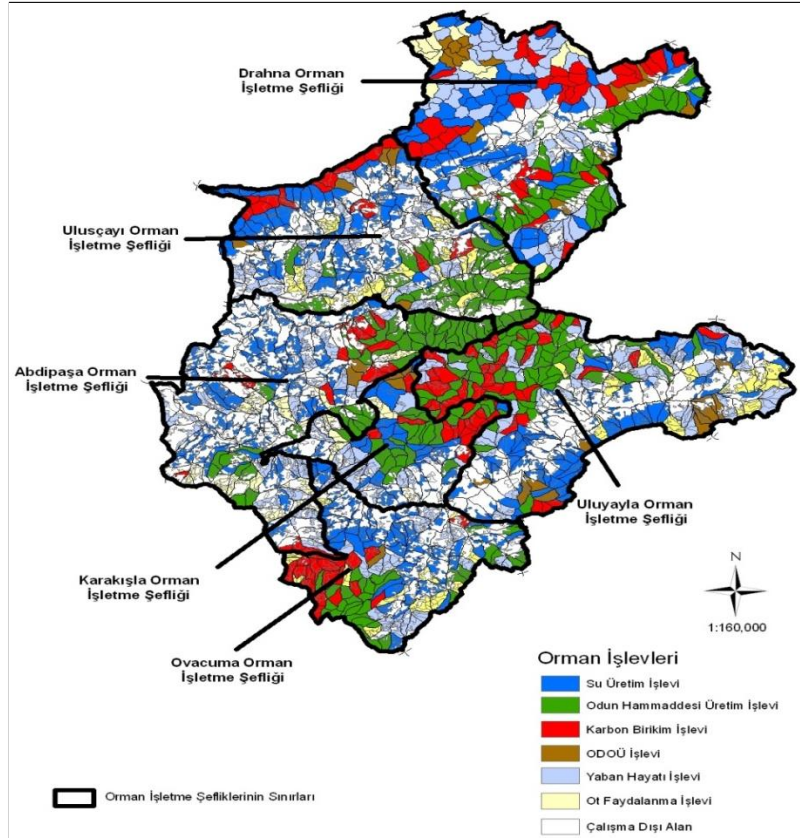 Drahna Orman
İşletme Şefliği
Ulusçayı Orman
İşletme Şefliği
Abdipaşa Orman
İşletme Şefliği
Uluyayla Orman
İşletme Şefliği
Karakışla Orman
İşletme Şefliği
Ovacuma Orman
İşletme Şefliği
N
1:160,000
Orman İşlevleri
Su Üretim İşlevi
Odun Hammaddesi Üretim İşlevi
Karbon Birikim İşlevi
ODOÜ İşlevi
Yaban Hayatı İşlevi
Ot Faydalanma İşlevi
Çalışma Dışı Alan
Orman İşletme Şefliklerinin Sınırları